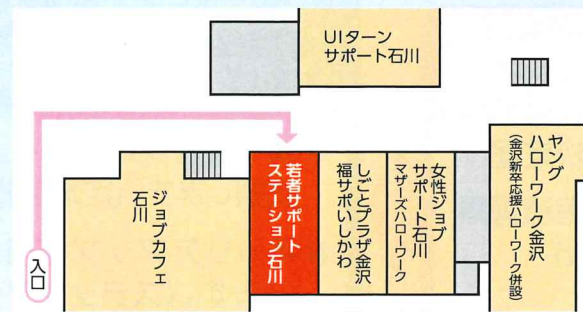 UIターン
サポート石川
ジョブカフェ
石川
若者サポート
ステーション石川
しごとプラザ金沢
福サポいしかわ
女性ジョブ
サポート石川
マザーズハローワーク
ヤング
ハローワーク金沢
(金沢新卒応援ハローワーク併設)
入口